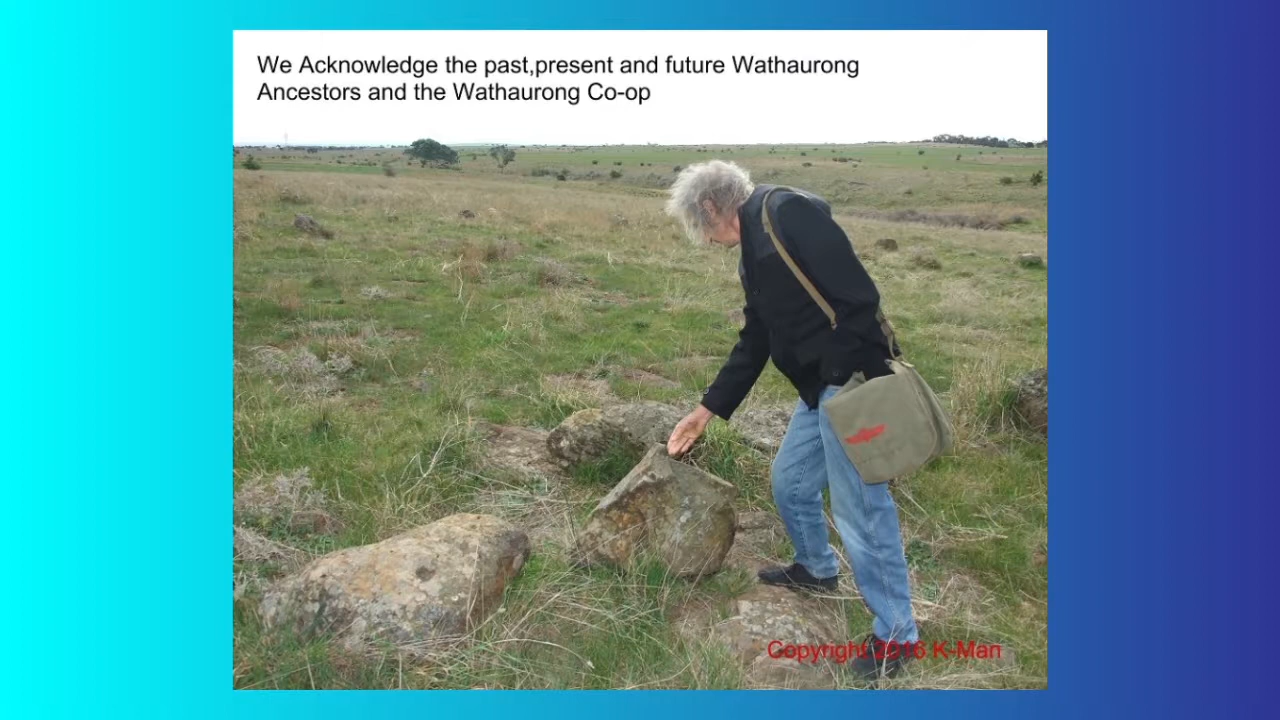 We Acknowledge the past,present and future Wathaurong
Ancestors and the Wathaurong Co-op
Copyright 2016 K-Man